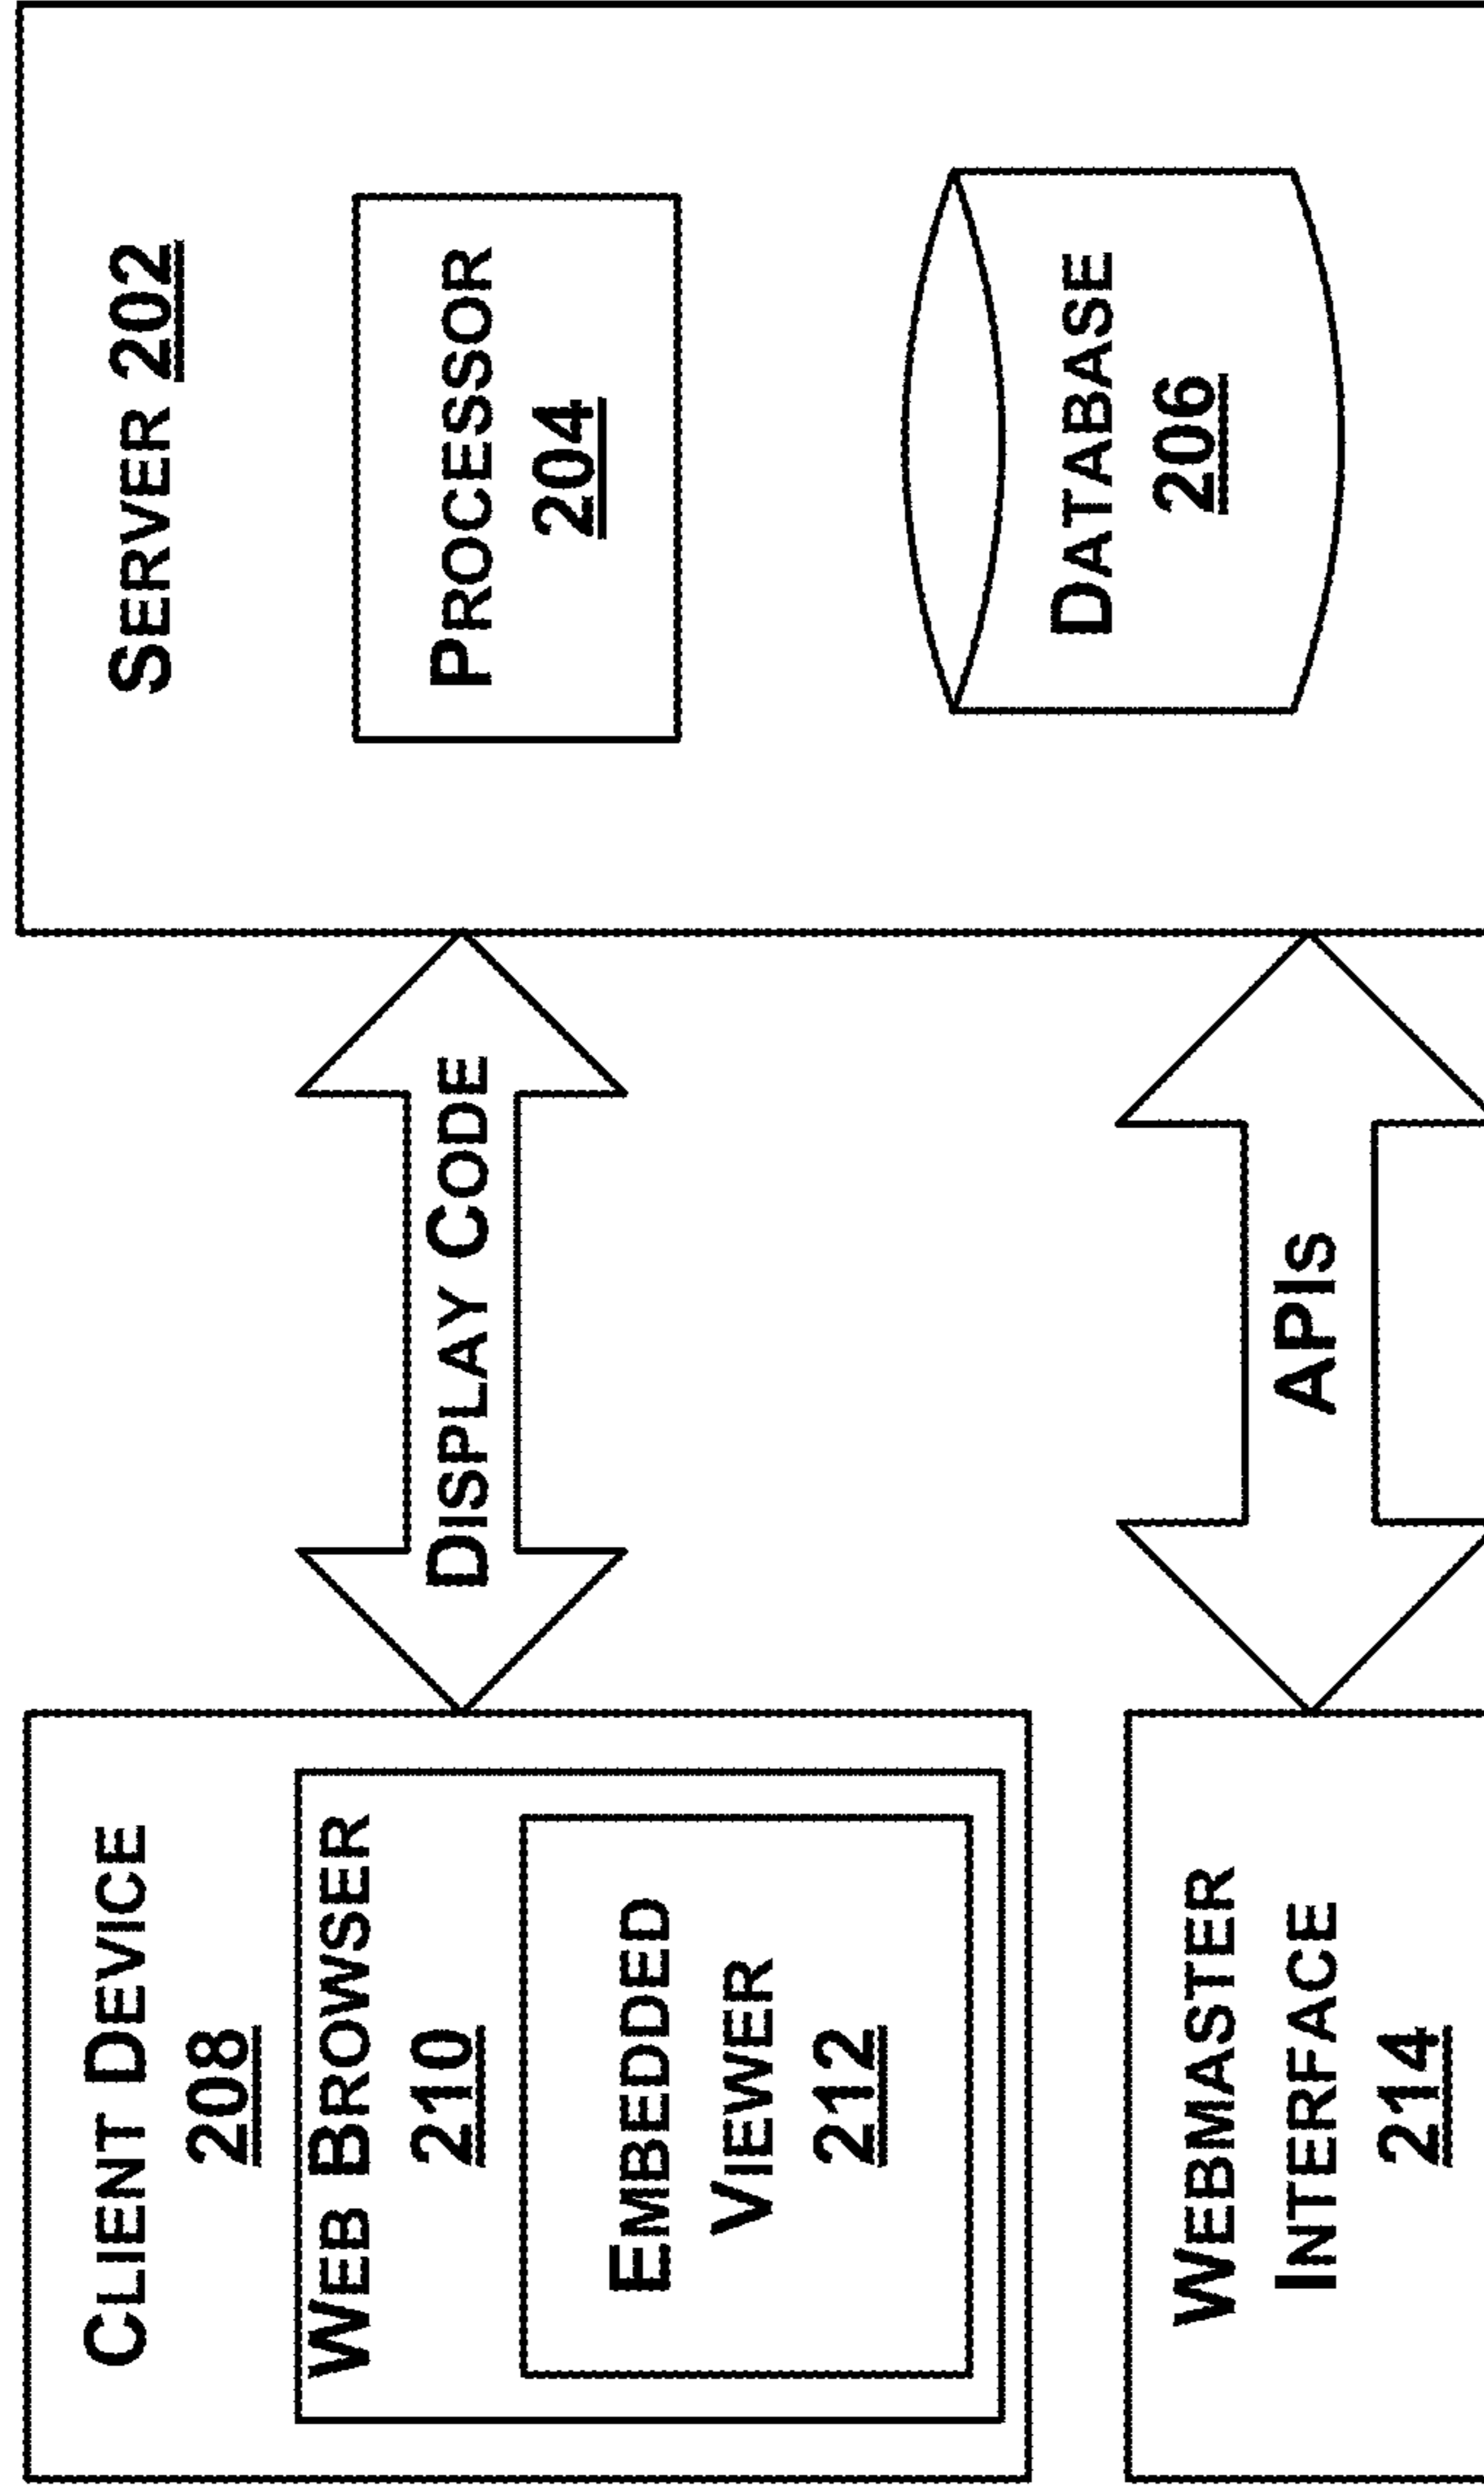 CLIENT DEVICE
208
WEB BROWSER
210
EMBEDDED
VIEWER
212
WEBMASTER
INTERFACE
214
DISPLAY CODE
APIS
SERVER 202
PROCESSOR
204
DATABASE
206